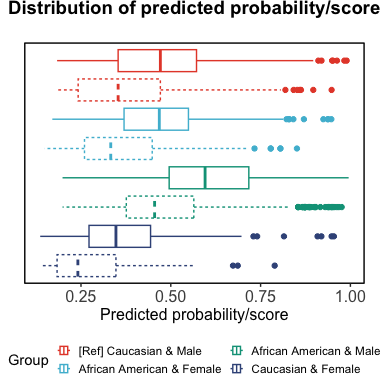 Distribution of predicted probability/score
0.25 0.50 0.75 1.00
Predicted probability/score
Group
[Ref] Caucasian & Male African American & Male
African American & Female Caucasian & Female